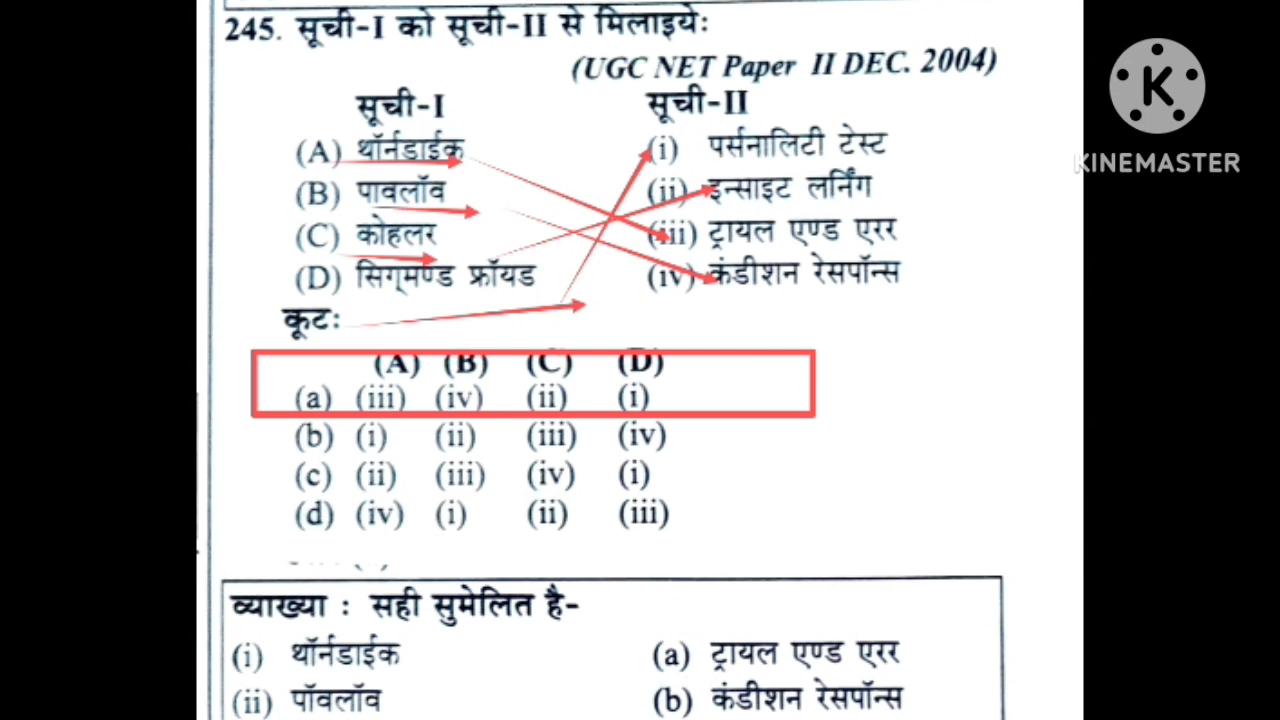 245. सूची-I को सूची-II से मिलाइये:
(UGC NET Paper II DEC. 2004)
सूची-I सूची-II
(A) थॉर्नडाईक (i) पर्सनालिटी टेस्ट
(B) पावलॉव (ii) इन्साइट लर्निंग
(C) कोहलर (iii) ट्रायल एण्ड एरर
(D) सिग्मण्ड फ्रॉयड (iv) कंडीशन रेसपॉन्स
कूट:
(A) (B) (C) (D)
(a) (iii) (iv) (ii) (i)
(b) (i) (ii) (iii) (iv)
(c) (ii) (iii) (iv) (i)
(d) (iv) (i) (ii) (iii)
व्याख्या : सही सुमेलित है-
(i) थॉर्नडाईक (a) ट्रायल एण्ड एरर
(ii) पॉवलॉव (b) कंडीशन रेसपॉन्स
K
KINEMASTER